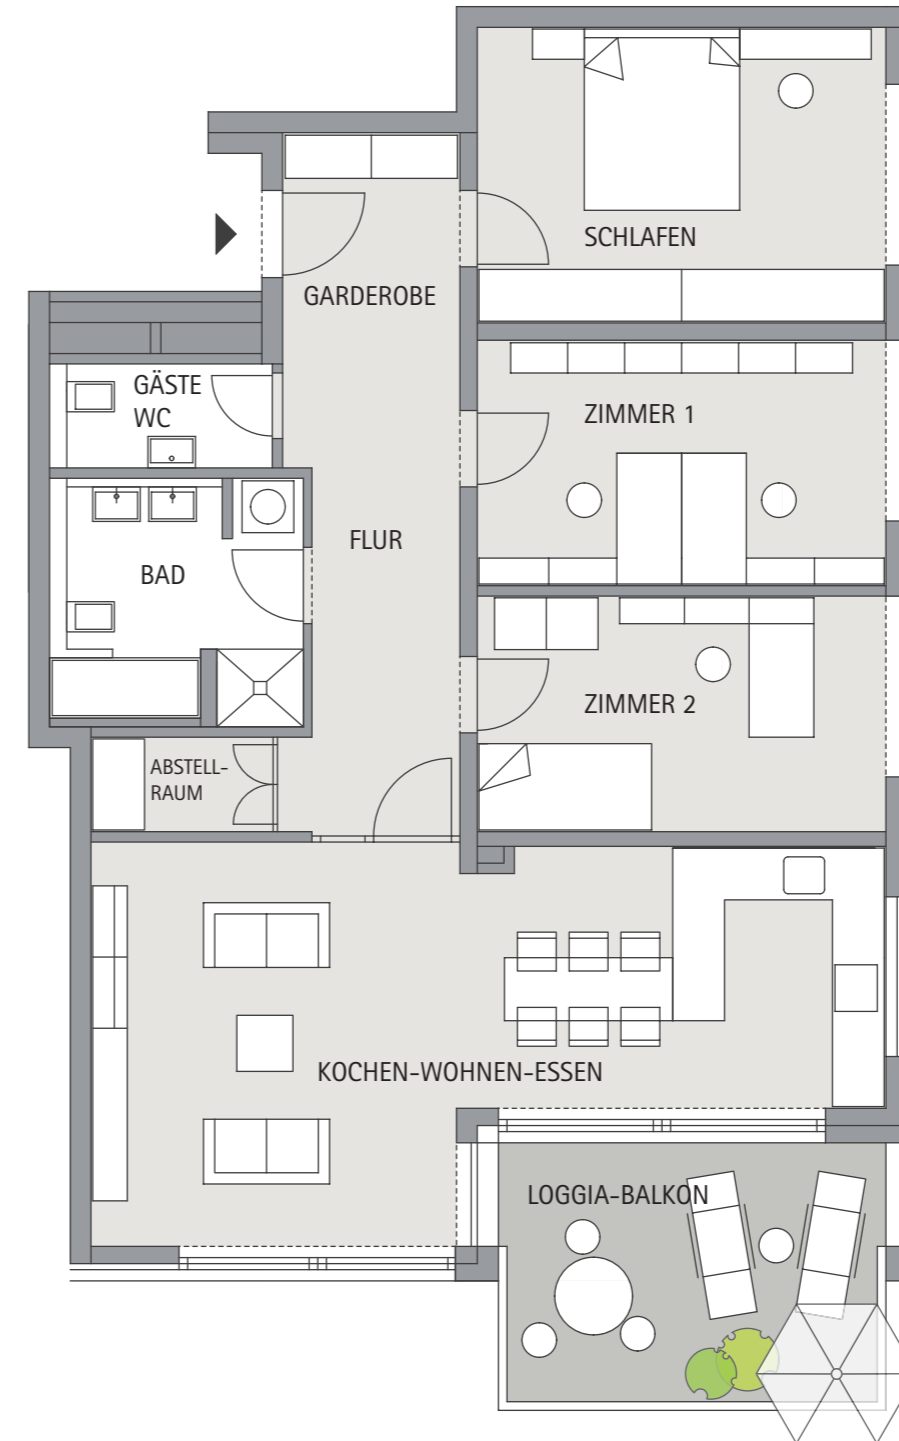 SCHLAFEN
GARDEROBE
GÄSTE
WC
ZIMMER 1
FLUR
BAD
ZIMMER 2
ABSTELL-
RAUM
KOCHEN-WOHNEN-ESSEN
LOGGIA-BALKON